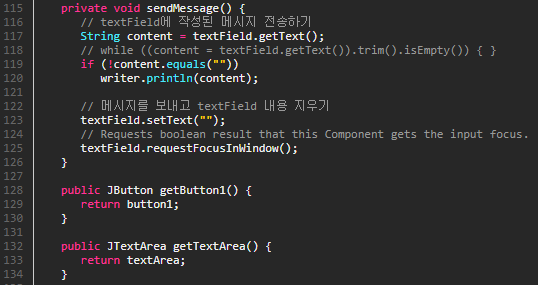 115 private void sendMessage() {
116 // textField에 작성된 메시지 전송하기
117 String content = textField.getText();
118 // while ((content = textField.getText()).trim().isEmpty()) { }
119 if (!content.equals(""))
120 writer.println(content);
121
122 // 메시지를 보내고 textField 내용 지우기
123 textField.setText("");
124 // Requests boolean result that this Component gets the input focus.
125 textField.requestFocusInWindow();
126 }
127
128 public JButton getButton1() {
129 return button1;
130 }
131
132 public JTextArea getTextArea() {
133 return textArea;
134 }